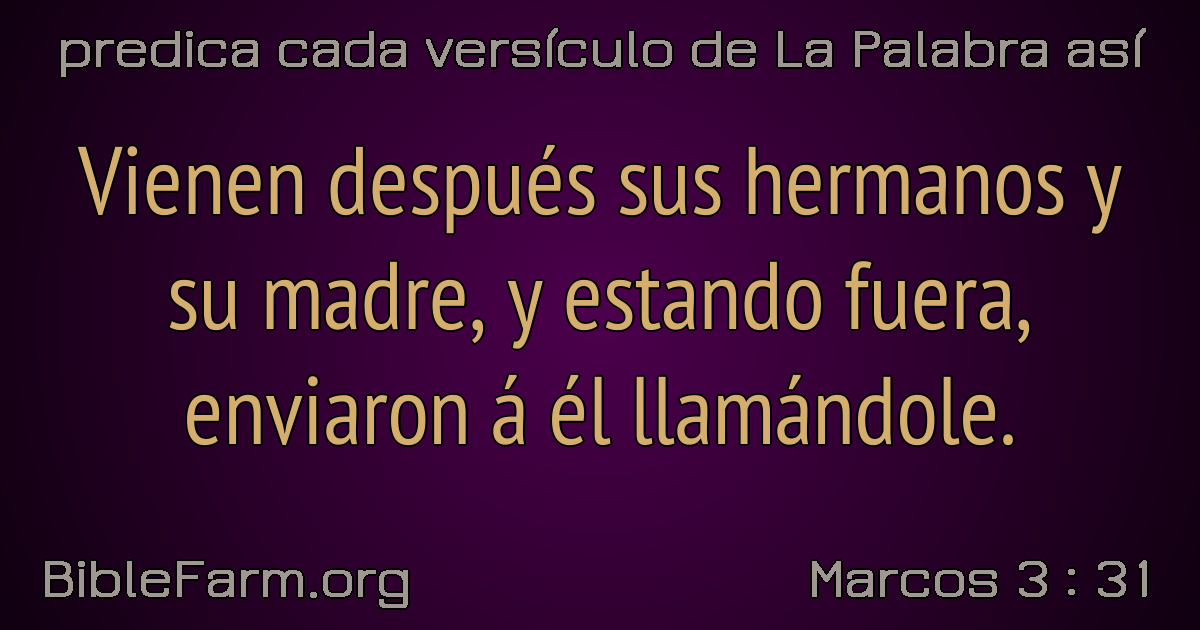 predica cada versículo de La Palabra así
Vienen después sus hermanos y
su madre, y estando fuera,
enviaron á él llamándole.
BibleFarm.org
Marcos 3 : 31